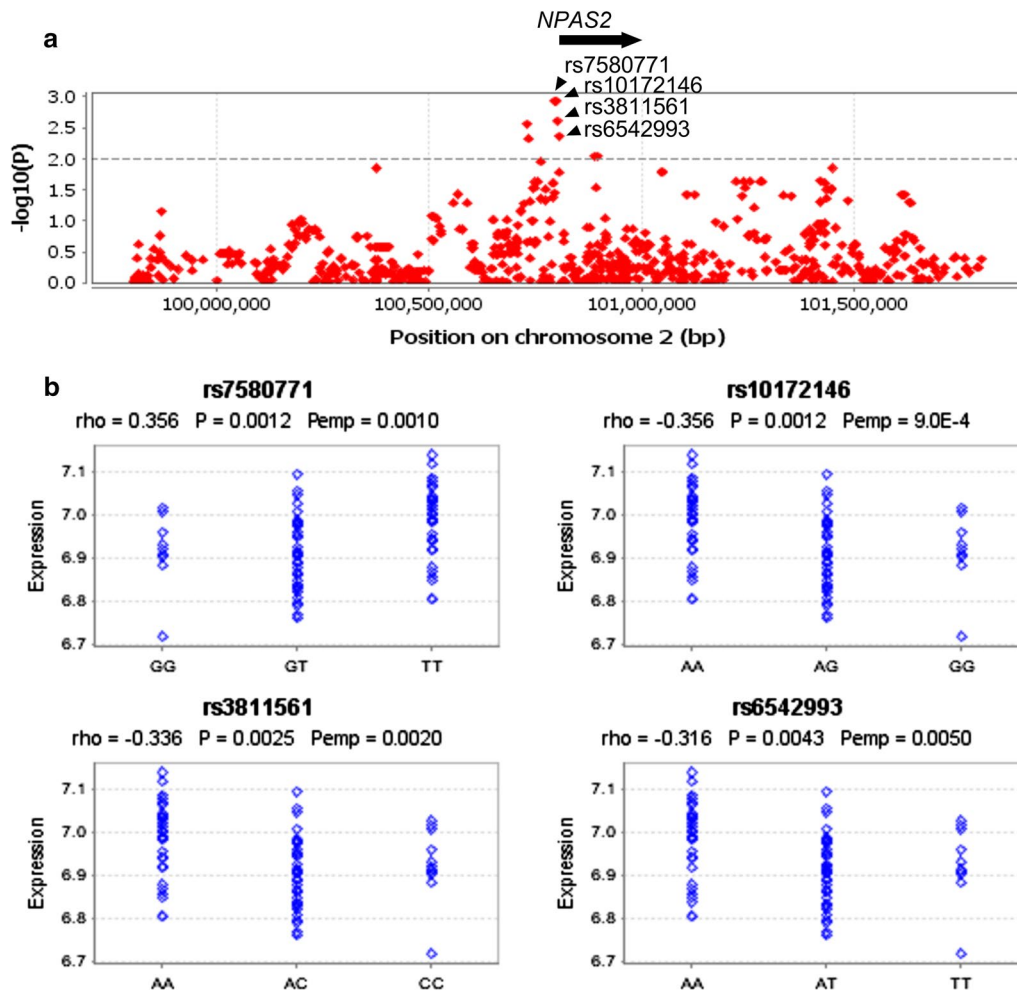 a
NPAS2
rs7580771
rs10172146
rs3811561
rs6542993
-log10(P)
3.0
2.5
2.0
1.5
1.0
0.5
0.0
100,000,000 100,500,000 101,000,000 101,500,000
Position on chromosome 2 (bp)
b
rs7580771
rho = 0.356 P = 0.0012 Pemp = 0.0010
Expression
7.1
7.0
6.9
6.8
6.7
GG GT TT
rs10172146
rho = -0.356 P = 0.0012 Pemp = 9.0E-4
Expression
7.1
7.0
6.9
6.8
6.7
AA AG GG
rs3811561
rho = -0.336 P = 0.0025 Pemp = 0.0020
Expression
7.1
7.0
6.9
6.8
6.7
AA AC CC
rs6542993
rho = -0.316 P = 0.0043 Pemp = 0.0050
Expression
7.1
7.0
6.9
6.8
6.7
AA AT TT